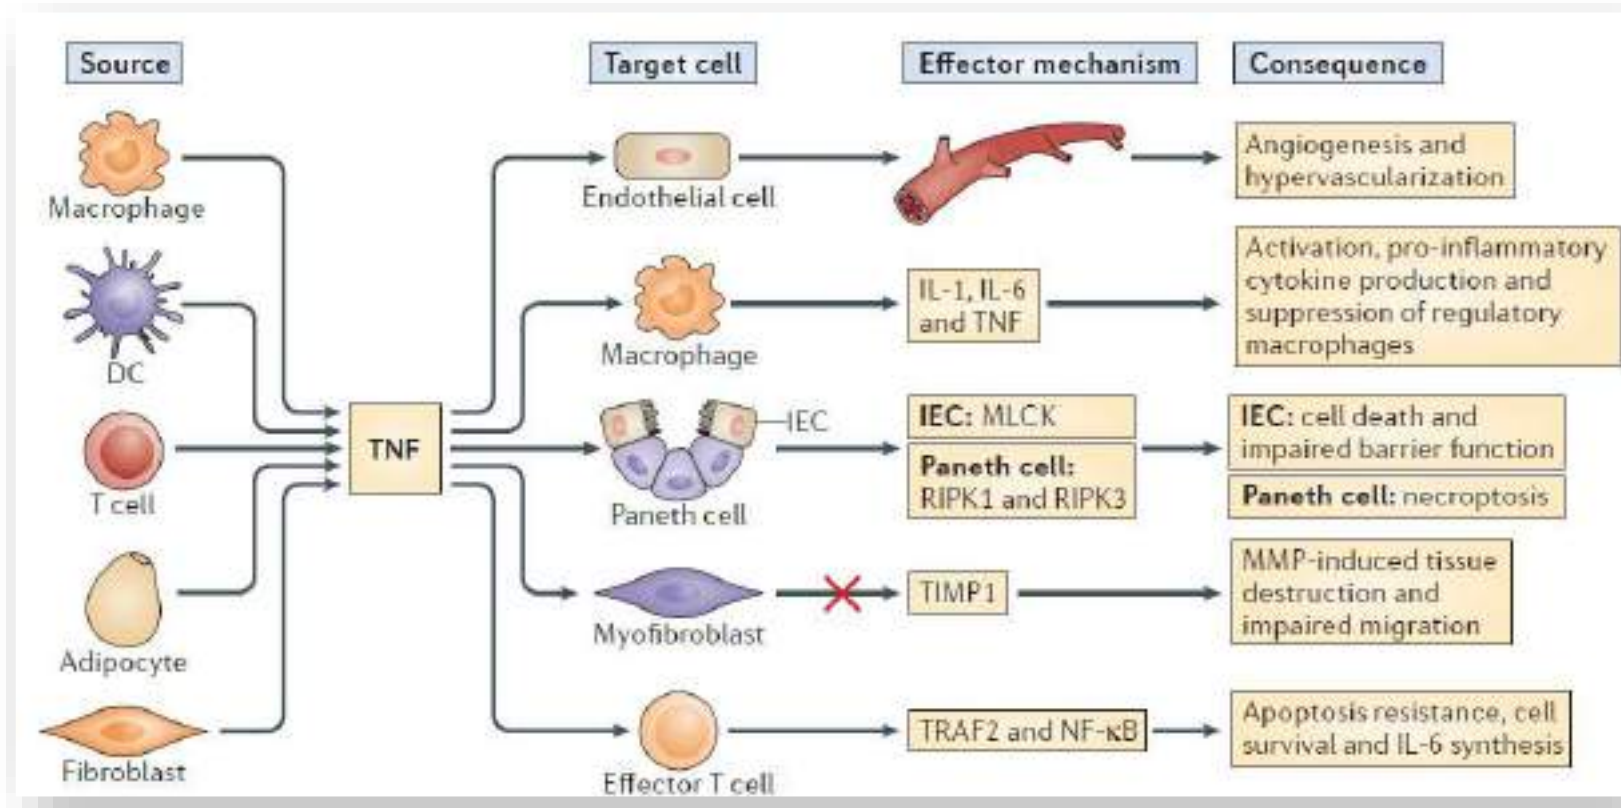 Source
Target cell
Effector mechanism
Consequence
Macrophage
DC
T cell
Adipocyte
Fibroblast
TNF
Endothelial cell
Angiogenesis and
hypervascularization
Macrophage
IL-1, IL-6
and TNF
Activation, pro-inflammatory
cytokine production and
suppression of regulatory
macrophages
IEC
Paneth cell
IEC: MLCK
Paneth cell:
RIPK1 and RIPK3
IEC: cell death and
impaired barrier function
Paneth cell: necroptosis
Myofibroblast
TIMP1
MMP-induced tissue
destruction and
impaired migration
Effector T cell
TRAF2 and NF-κB
Apoptosis resistance, cell
survival and IL-6 synthesis